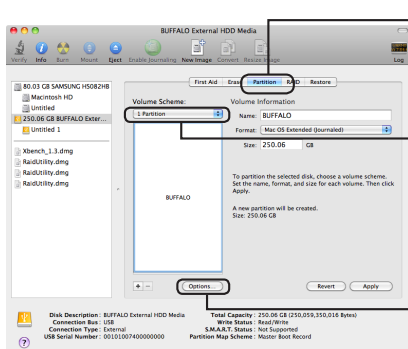 BUFFALO External HDD Media
Verify Info Burn Mount Eject Enable Journaling New Image Convert Resize Image Log
First Aid Erase Partition RAID Restore
80.03 GB SAMSUNG HS082HB
Macintosh HD
Untitled
250.06 GB BUFFALO Exter...
Untitled 1
Xbench_1.3.dmg
RaidUtility.dmg
RaidUtility.dmg
RaidUtility.dmg
Volume Scheme:
1 Partition
BUFFALO
+ − Options...
Volume Information
Name: BUFFALO
Format: Mac OS Extended (Journaled)
Size: 250.06 GB
To partition the selected disk, choose a volume scheme.
Set the name, format, and size for each volume. Then click
Apply.
A new partition will be created.
Size: 250.06 GB
Revert Apply
Disk Description : BUFFALO External HDD Media
Connection Bus : USB
Connection Type : External
USB Serial Number : 00101007400000000
Total Capacity : 250.06 GB (250,059,350,016 Bytes)
Write Status : Read/Write
S.M.A.R.T. Status : Not Supported
Partition Map Scheme : Master Boot Record
?